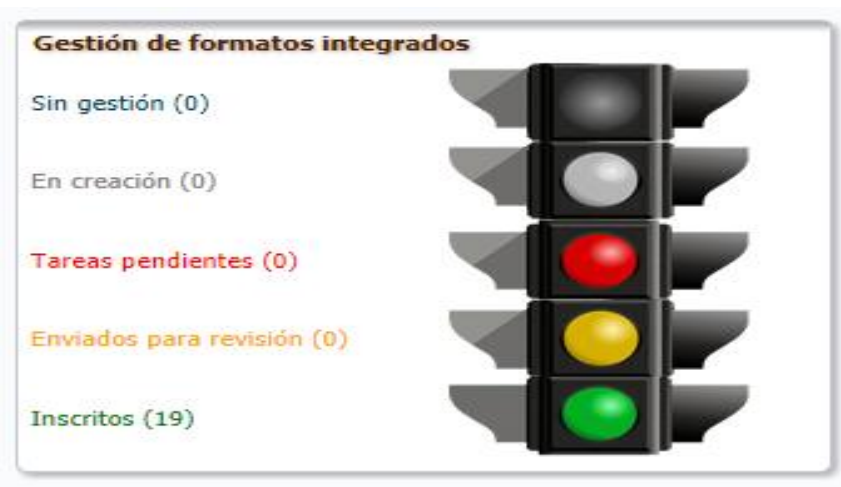 Gestión de formatos integrados
Sin gestión (0)
En creación (0)
Tareas pendientes (0)
Enviados para revisión (0)
Inscritos (19)